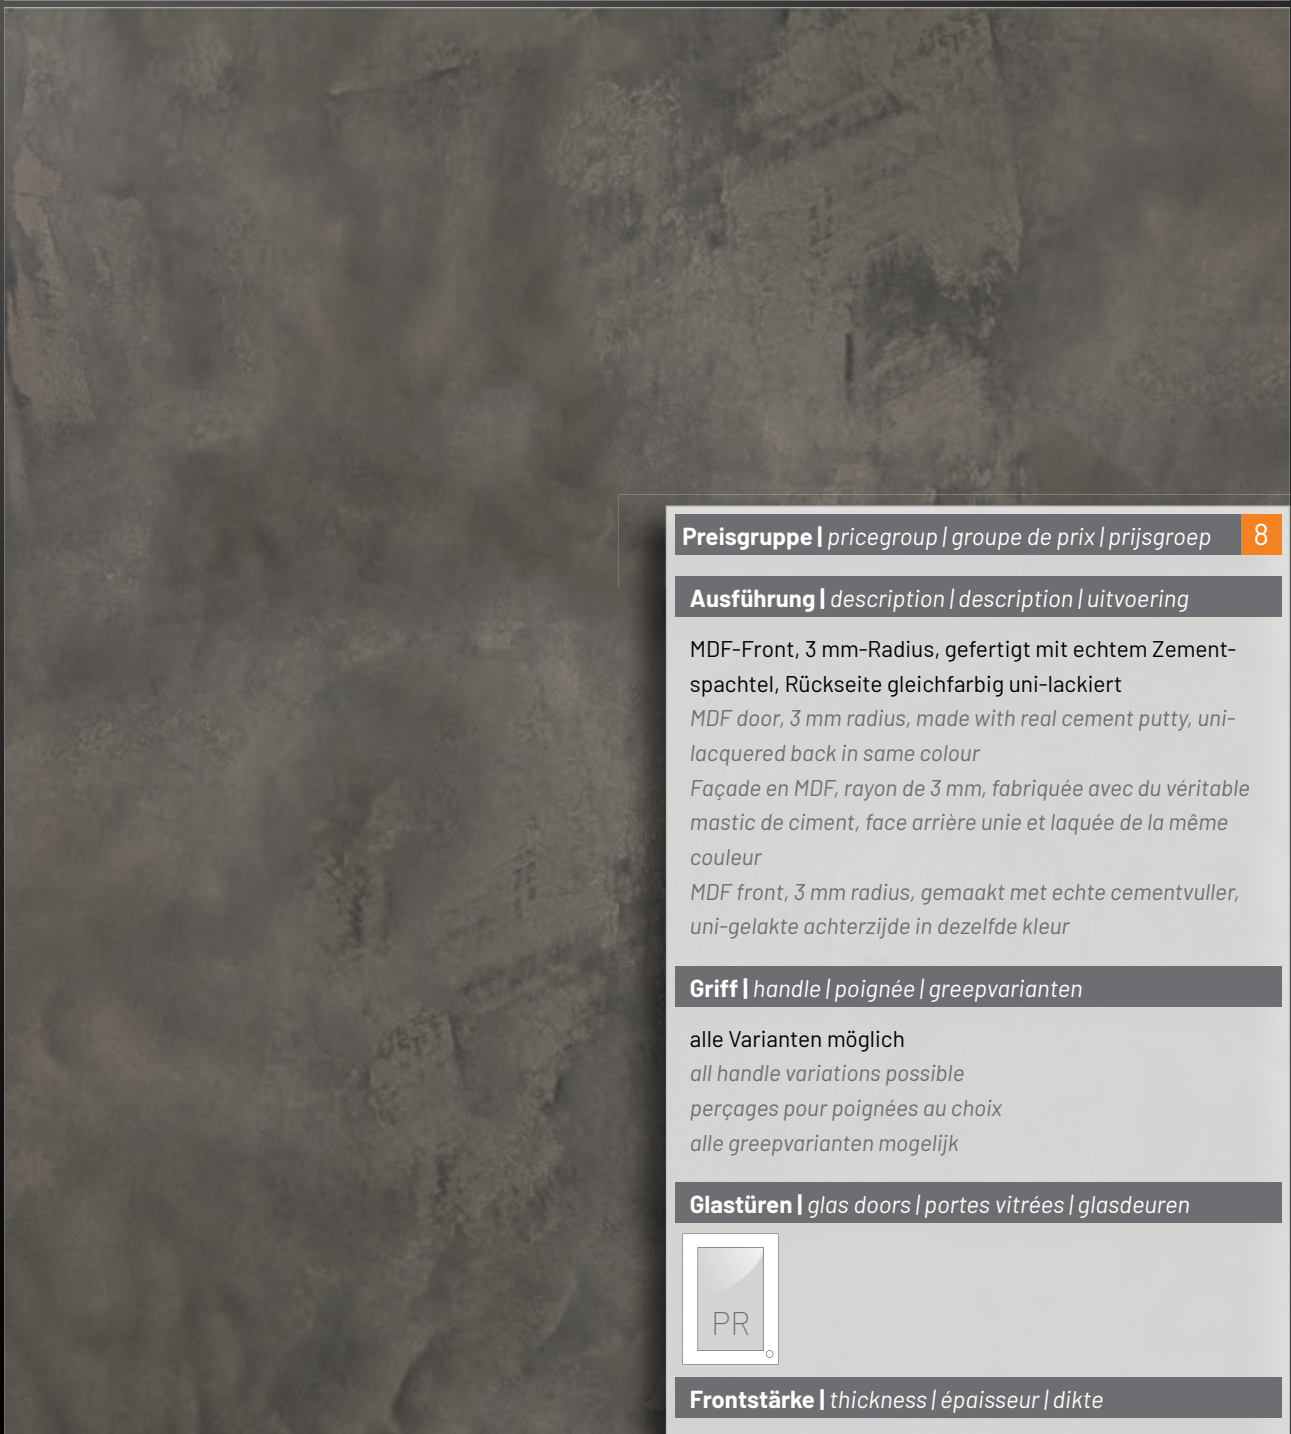 Preisgruppe | pricegroup | groupe de prix | prijsgroep 8
Ausführung | description | description | uitvoering
MDF-Front, 3 mm-Radius, gefertigt mit echtem Zement-
spachtel, Rückseite gleichfarbig uni-lackiert
MDF door, 3 mm radius, made with real cement putty, uni-
lacquered back in same colour
Façade en MDF, rayon de 3 mm, fabriquée avec du véritable
mastic de ciment, face arrière unie et laquée de la même
couleur
MDF front, 3 mm radius, gemaakt met echte cementvuller,
uni-gelakte achterzijde in dezelfde kleur
Griff | handle | poignée | greepvarianten
alle Varianten möglich
all handle variations possible
perçages pour poignées au choix
alle greepvarianten mogelijk
Glastüren | glas doors | portes vitrées | glasdeuren
PR
Frontstärke | thickness | épaisseur | dikte